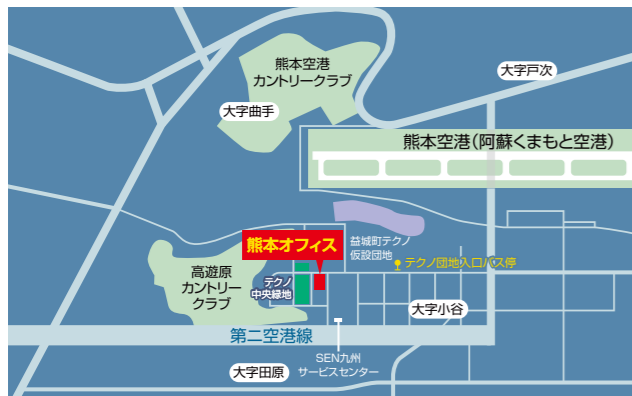 熊本空港
カントリークラブ
大字戸次
大字曲手
熊本空港(阿蘇くまもと空港)
熊本オフィス
益城町テクノ
仮設団地
テクノ団地入口バス停
高遊原
カントリー
クラブ
テクノ
中央緑地
大字小谷
第二空港線
SEN九州
サービスセンター
大字田原